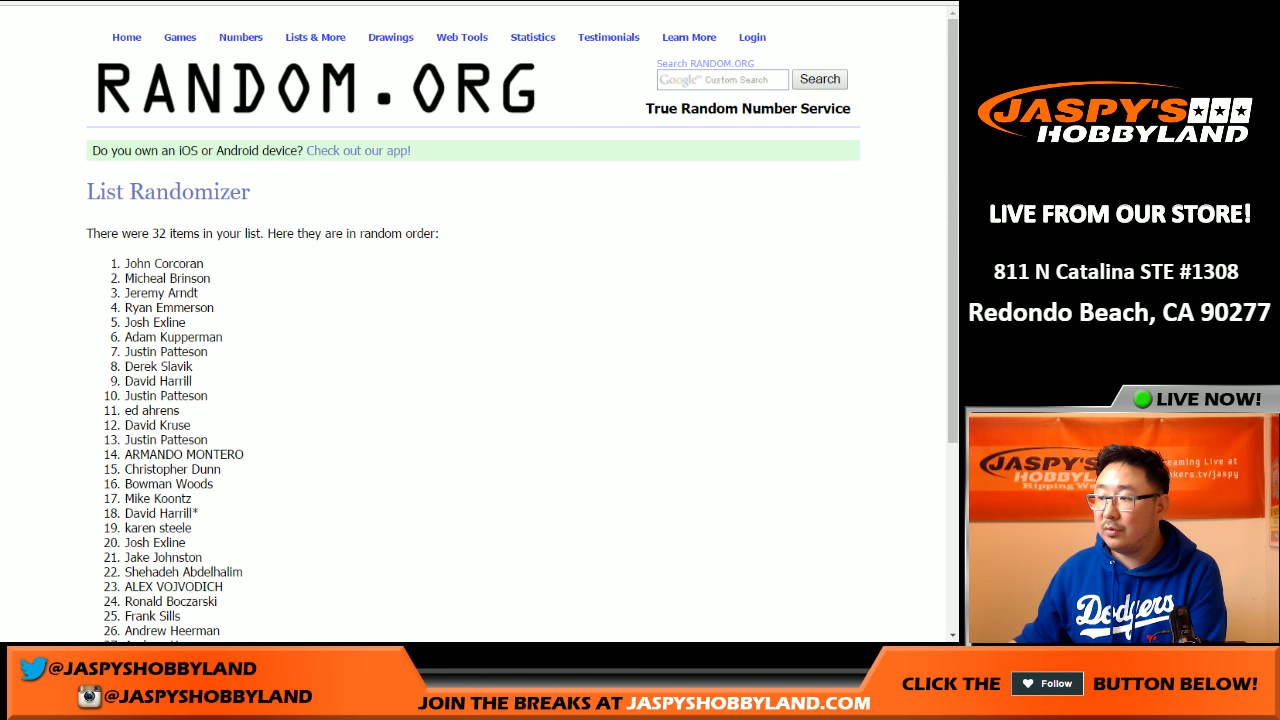 Home Games Numbers Lists & More Drawings Web Tools Statistics Testimonials Learn More Login
RANDOM.ORG
Search RANDOM.ORG
Google™ Custom Search Search
True Random Number Service
Do you own an iOS or Android device? Check out our app!
List Randomizer
There were 32 items in your list. Here they are in random order:
1. John Corcoran
2. Micheal Brinson
3. Jeremy Arndt
4. Ryan Emmerson
5. Josh Exline
6. Adam Kupperman
7. Justin Patteson
8. Derek Slavik
9. David Harrill
10. Justin Patteson
11. ed ahrens
12. David Kruse
13. Justin Patteson
14. ARMANDO MONTERO
15. Christopher Dunn
16. Bowman Woods
17. Mike Koontz
18. David Harrill*
19. karen steele
20. Josh Exline
21. Jake Johnston
22. Shehadeh Abdelhalim
23. ALEX VOJVODICH
24. Ronald Boczarski
25. Frank Sills
26. Andrew Heerman
JASPY'S
HOBBYLAND
LIVE FROM OUR STORE!
811 N Catalina STE #1308
Redondo Beach, CA 90277
LIVE NOW!
JASPY'S
HOBBYLAND
Ripping
Live at
Dodgers
@JASPYSHOBBYLAND
@JASPYSHOBBYLAND
JOIN THE BREAKS AT JASPYSHOBBYLAND.COM
CLICK THE Follow BUTTON BELOW!